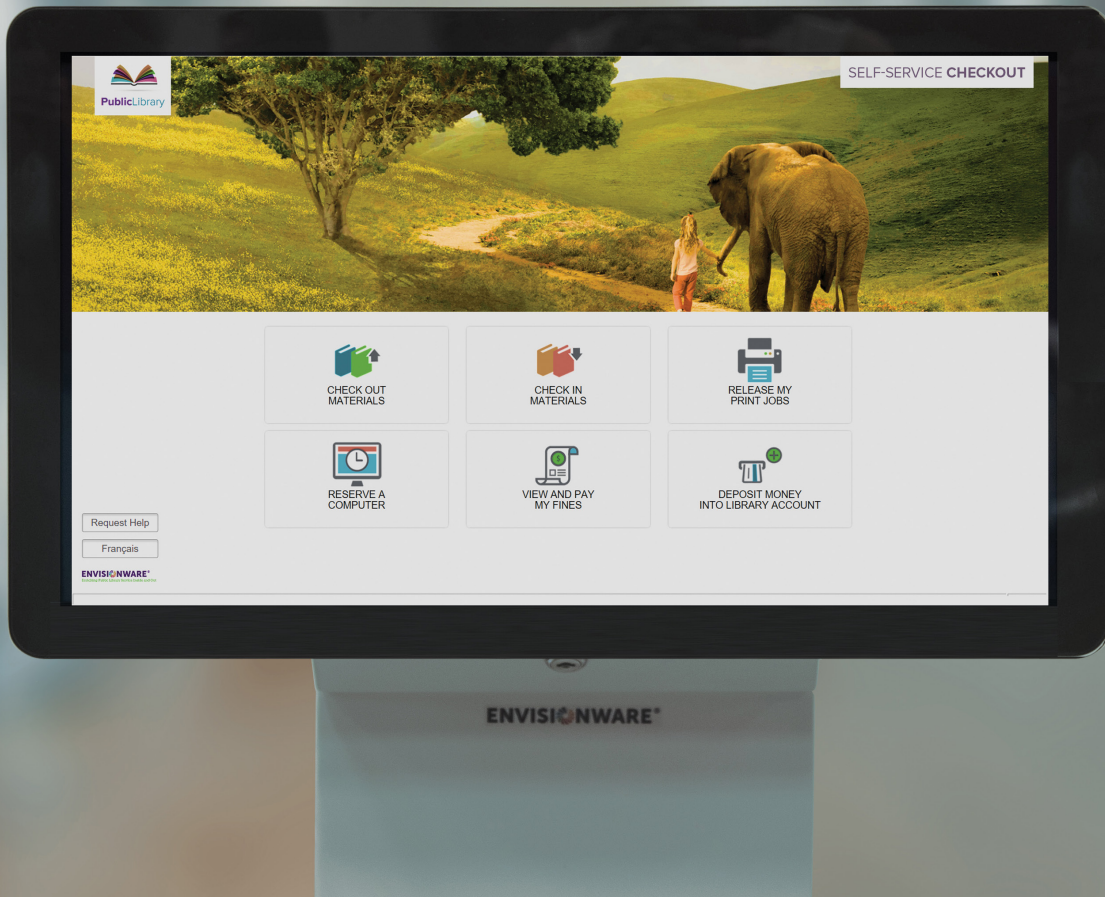 PublicLibrary
SELF-SERVICE CHECKOUT
CHECK OUT
MATERIALS
CHECK IN
MATERIALS
RELEASE MY
PRINT JOBS
RESERVE A
COMPUTER
VIEW AND PAY
MY FINES
DEPOSIT MONEY
INTO LIBRARY ACCOUNT
Request Help
Français
ENVISIONWARE®
ENVISIONWARE®